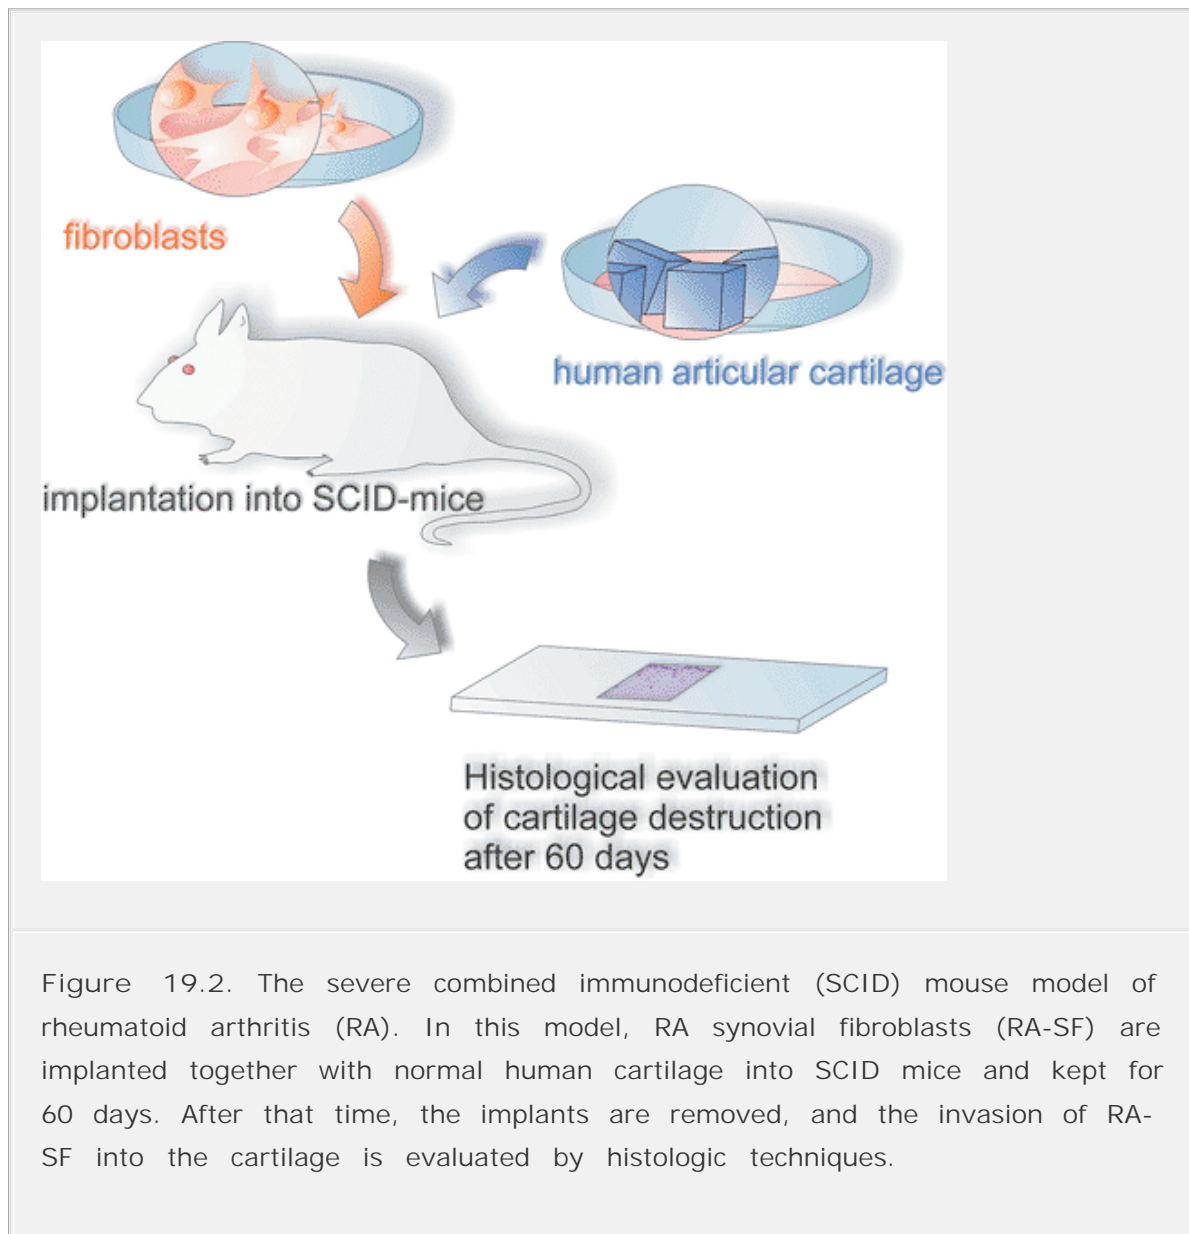 fibroblasts
human articular cartilage
implantation into SCID-mice
Histological evaluation
of cartilage destruction
after 60 days
Figure 19.2. The severe combined immunodeficient (SCID) mouse model of
rheumatoid arthritis (RA). In this model, RA synovial fibroblasts (RA-SF) are
implanted together with normal human cartilage into SCID mice and kept for
60 days. After that time, the implants are removed, and the invasion of RA-
SF into the cartilage is evaluated by histologic techniques.